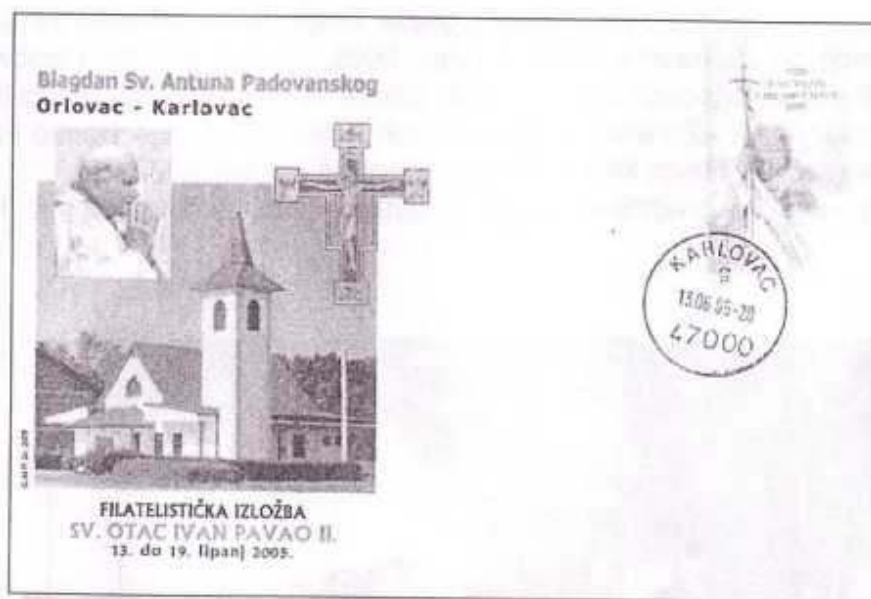 Blagdan Sv. Antuna Padovanskog
Orlovac - Karlovac
FILATELISTIČKA IZLOŽBA
SV. OTAC IVAN PAVAO II.
13. do 19. lipanj 2005.
KARLOVAC
13.06.05-20
47000